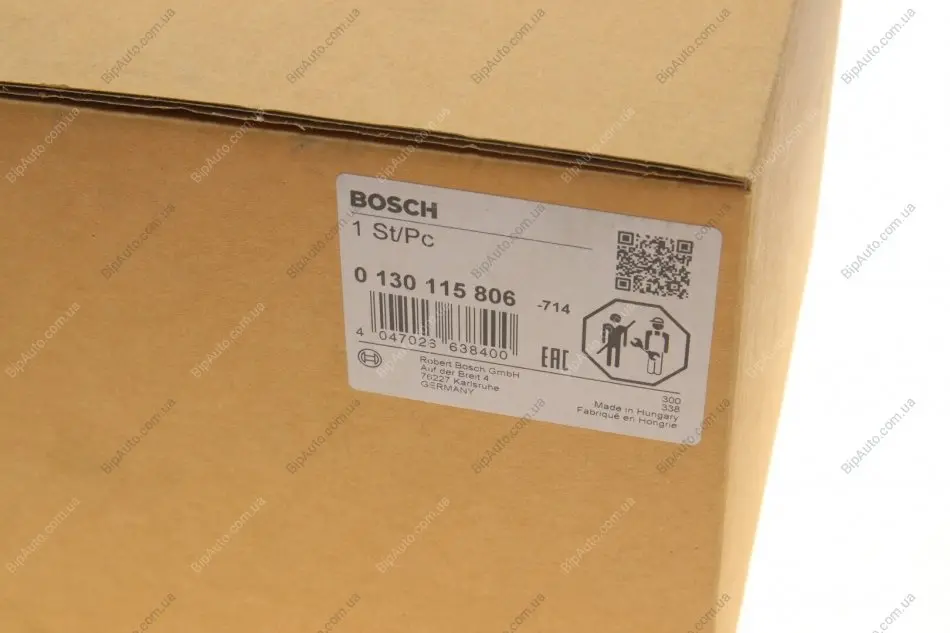 BOSCH
1 St/Pc
0 130 115 806 -714
4 047023 638400
EAC
Robert Bosch GmbH
Auf der Breit 4
76227 Karlsruhe
GERMANY
300
338
Made in Hungary
Fabriqué en Hongrie
BipAuto.com.ua